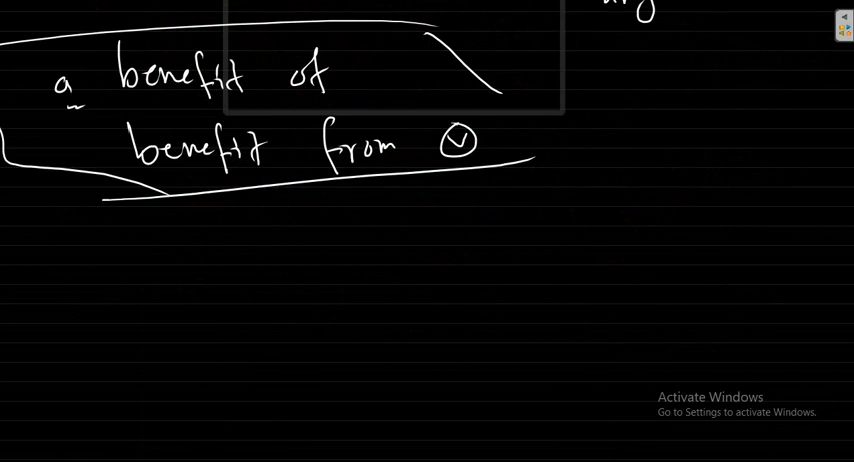 a benefit of
benefit from Ⓥ
Activate Windows
Go to Settings to activate Windows.